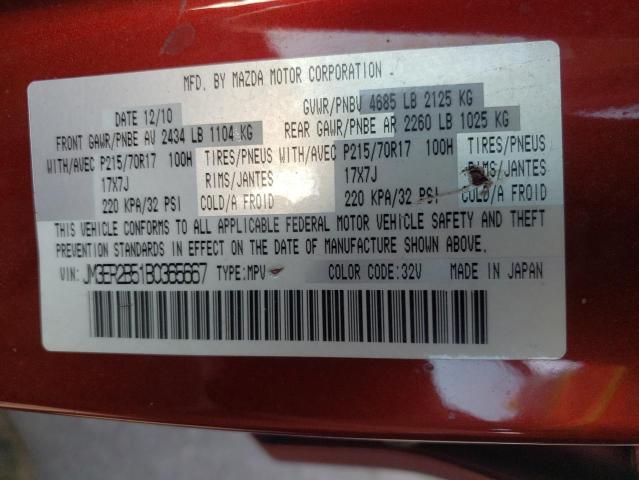 MFD. BY MAZDA MOTOR CORPORATION
DATE 12/10 GVWR/PNBV 4685 LB 2125 KG
FRONT GAWR/PNBE AV 2434 LB 1104 KG REAR GAWR/PNBE AR 2260 LB 1025 KG
WITH/AVEC P215/70R17 100H TIRES/PNEUS WITH/AVEC P215/70R17 100H TIRES/PNEUS
17X7J RIMS/JANTES 17X7J RIMS/JANTES
220 KPA/32 PSI COLD/A FROID 220 KPA/32 PSI COLD/A FROID
THIS VEHICLE CONFORMS TO ALL APPLICABLE FEDERAL MOTOR VEHICLE SAFETY AND THEFT
PREVENTION STANDARDS IN EFFECT ON THE DATE OF MANUFACTURE SHOWN ABOVE.
VIN: JM3ER2B51B0365667 TYPE:MPV COLOR CODE:32V MADE IN JAPAN